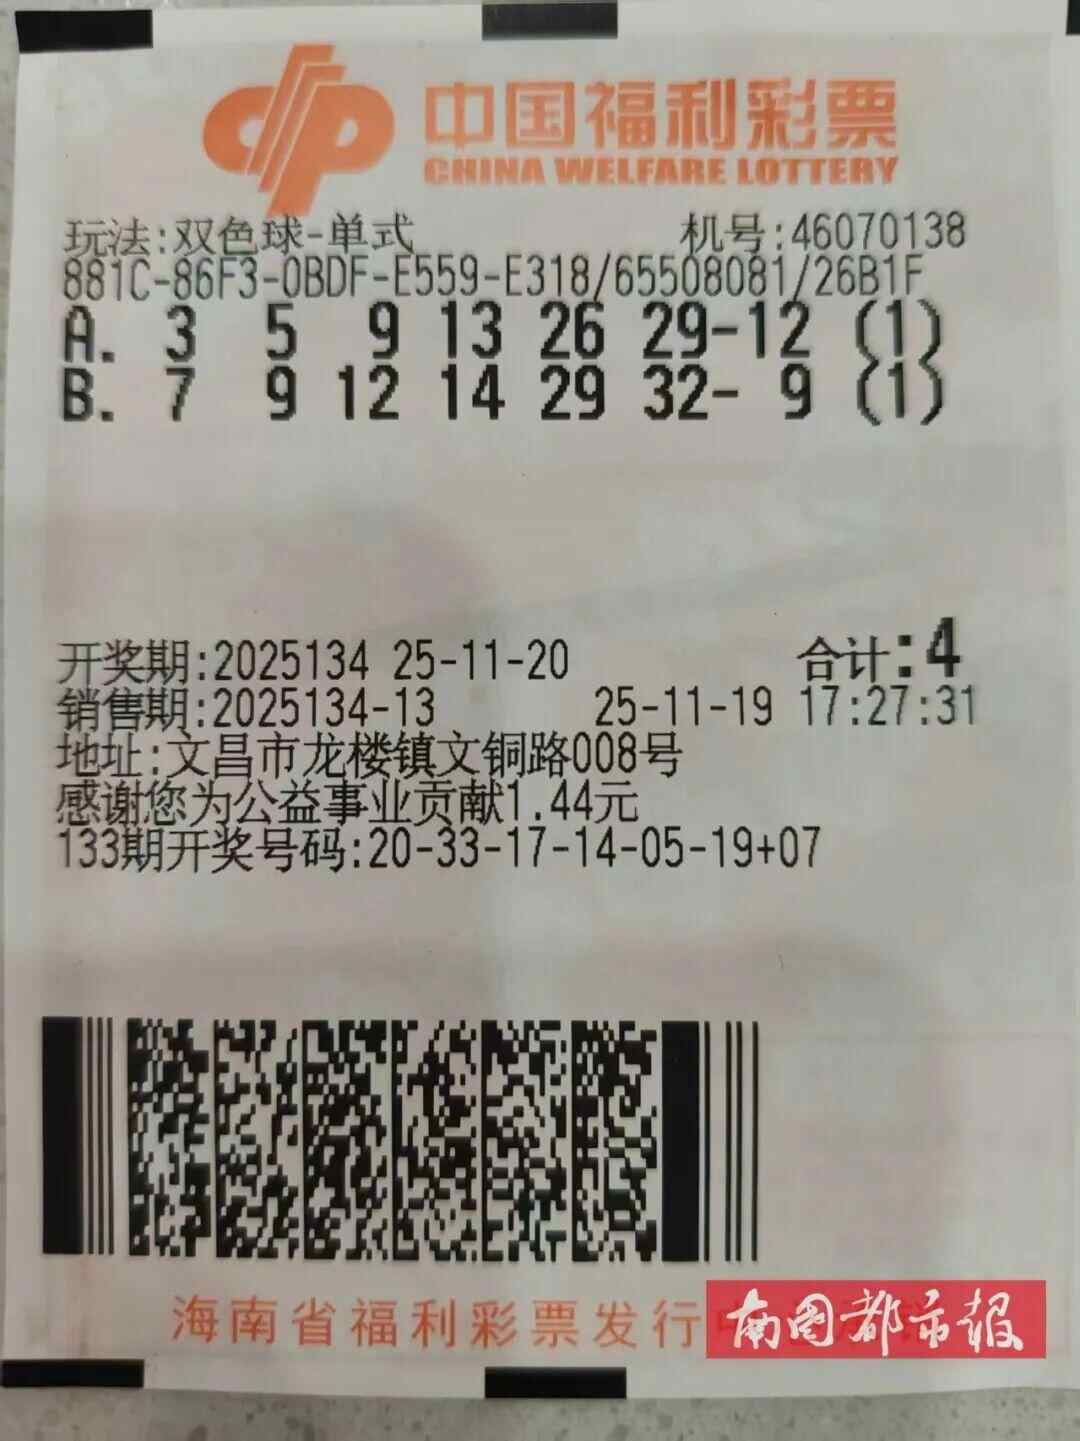 中国福利彩票
CHINA WELFARE LOTTERY
玩法:双色球-单式 机号:46070138
881C-86F3-0BDF-E559-E318/65508081/26B1F
A. 3 5 9 13 26 29-12 (1)
B. 7 9 12 14 29 32- 9 (1)
开奖期:2025134 25-11-20 合计:4
销售期:2025134-13 25-11-19 17:27:31
地址:文昌市龙楼镇文铜路008号
感谢您为公益事业贡献1.44元
133期开奖号码:20-33-17-14-05-19+07
海南省福利彩票发行
南国都市报